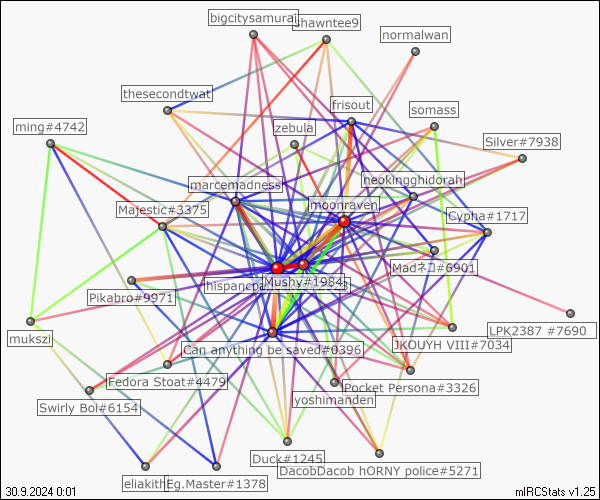 bigcitysamurai
shawntee9
normalwan
thesecondtwat
frisout
somass
ming#4742
zebula
Silver#7938
marcemadness
neokingghidorah
Majestic#3375
moonraven
Cypha#1717
Madネコ#6901
Mushy#1984
hispancpa
Pikabro#9971
LPK2387 #7690
mukszi
Can anything be saved#0396
JKOUYH VIII#7034
Fedora Stoat#4479
Pocket Persona#3326
yoshimanden
Swirly Boi#6154
Duck#1245
DacobDacob hORNY police#5271
eliakith
Eg.Master#1378
30.9.2024 0:01
mIRCStats v1.25